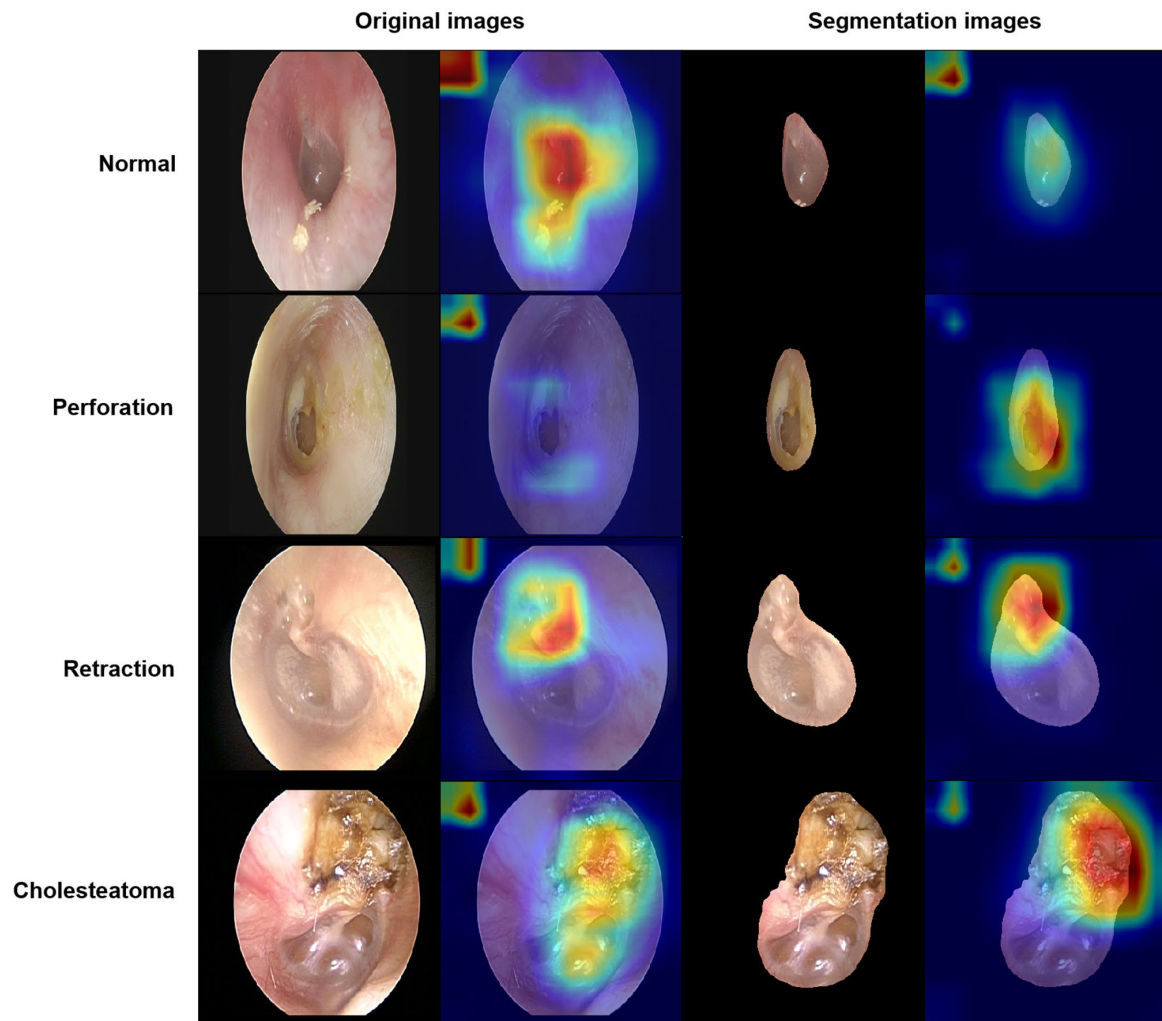 Original images
Segmentation images
Normal
Perforation
Retraction
Cholesteatoma